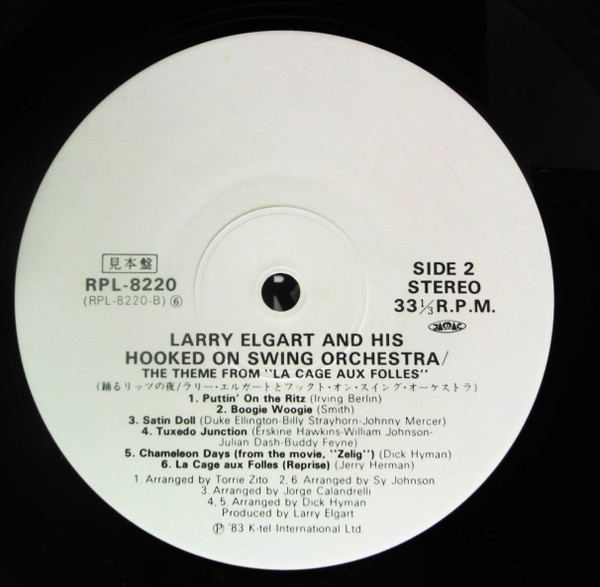 見本盤
RPL-8220
(RPL-8220-B) ⑥
SIDE 2
STEREO
33 1/3 R.P.M.
JASRAC
LARRY ELGART AND HIS
HOOKED ON SWING ORCHESTRA/
THE THEME FROM "LA CAGE AUX FOLLES"
(踊るリッツの夜/ラリー・エルガートとフックト・オン・スイング・オーケストラ)
1. Puttin' On the Ritz (Irving Berlin)
2. Boogie Woogie (Smith)
3. Satin Doll (Duke Ellington-Billy Strayhorn-Johnny Mercer)
4. Tuxedo Junction (Erskine Hawkins-William Johnson-
Julian Dash-Buddy Feyne)
5. Chameleon Days (from the movie, "Zelig") (Dick Hyman)
6. La Cage aux Folles (Reprise) (Jerry Herman)
1. Arranged by Torrie Zito 2, 6. Arranged by Sy Johnson
3 Arranged by Jorge Calandrelli
4, 5. Arranged by Dick Hyman
Produced by Larry Elgart
Ⓟ '83 K-tel International Ltd